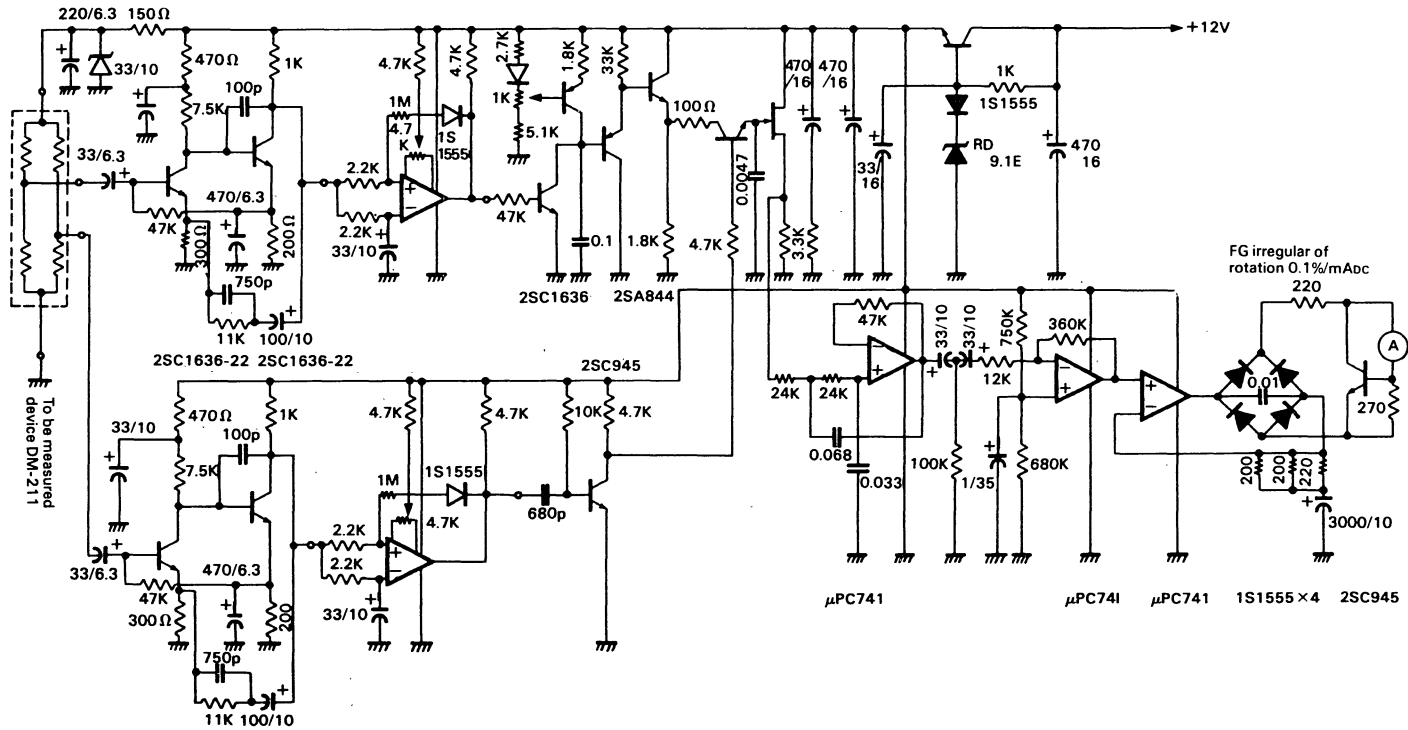 220/6.3 150Ω
+12V
33/10
470Ω
1K
100p
7.5K
33/6.3
470/6.3
47K
300Ω
200Ω
750p
11K
100/10
4.7K
4.7K
1M
4.7
K
1S
1555
2.2K
2.2K
33/10
47K
2.7K
1K
5.1K
1.8K
33K
0.1
1.8K
100Ω
4.7K
0.0047
470
/16
470
/16
3.3K
33/
16
1K
1S1555
RD
9.1E
470
16
2SC1636 2SA844
To be measured
device DM-211
2SC1636-22 2SC1636-22
2SC945
470Ω
1K
33/10
100p
7.5K
33/6.3
470/6.3
47K
300Ω
200
750p
11K
100/10
4.7K
4.7K
10K
4.7K
1M
1S1555
4.7K
2.2K
2.2K
33/10
680p
47K
24K
24K
0.068
0.033
33/10
33/10
100K
12K
750K
360K
1/35
680K
FG irregular of
rotation 0.1%/mADC
220
A
0.01
270
200
200
220
3000/10
μPC741
μPC741
μPC741
1S1555×4
2SC945